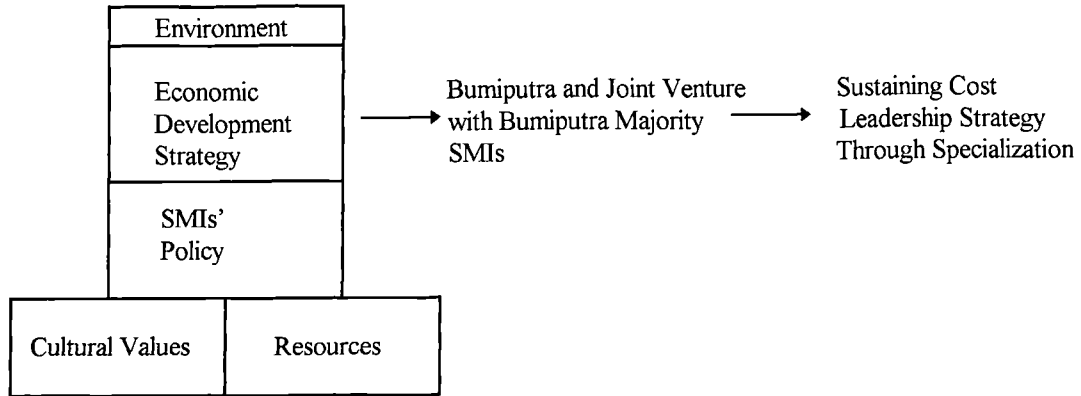 Environment
Economic
Development
Strategy
SMIs'
Policy
Cultural Values
Resources
Bumiputra and Joint Venture
with Bumiputra Majority
SMIs
Sustaining Cost
Leadership Strategy
Through Specialization